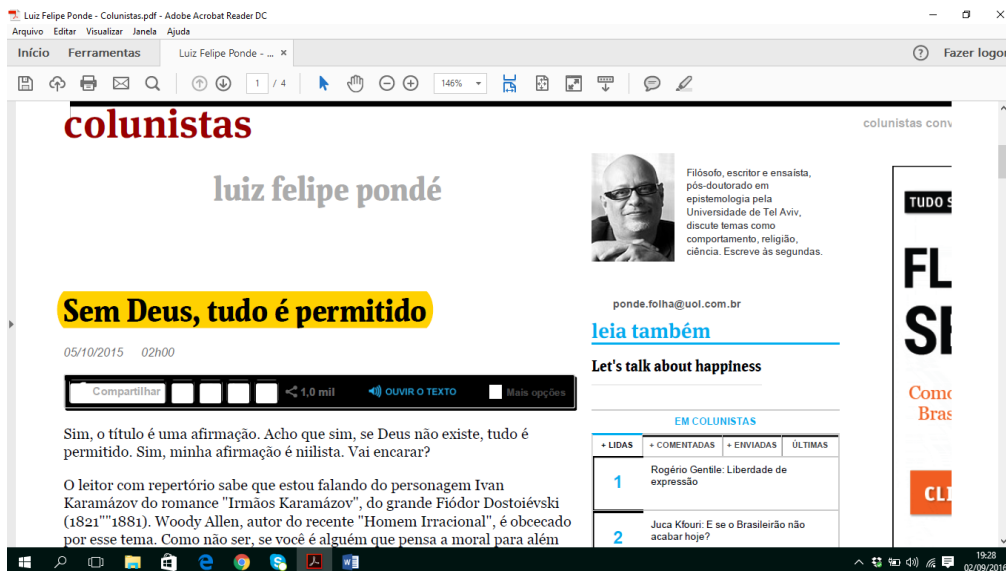 Luiz Felipe Ponde - Colunistas.pdf - Adobe Acrobat Reader DC
Arquivo Editar Visualizar Janela Ajuda
Início Ferramentas Luiz Felipe Ponde - ... × ? Fazer logon
1 / 4 146%
colunistas
colunistas conv
luiz felipe pondé
Filósofo, escritor e ensaísta,
pós-doutorado em
epistemologia pela
Universidade de Tel Aviv,
discute temas como
comportamento, religião,
ciência. Escreve às segundas.
ponde.folha@uol.com.br
Sem Deus, tudo é permitido
05/10/2015 02h00
Compartilhar 1,0 mil OUVIR O TEXTO Mais opções
Sim, o título é uma afirmação. Acho que sim, se Deus não existe, tudo é
permitido. Sim, minha afirmação é niilista. Vai encarar?
O leitor com repertório sabe que estou falando do personagem Ivan
Karamázov do romance "Irmãos Karamázov", do grande Fiódor Dostoiévski
(1821""1881). Woody Allen, autor do recente "Homem Irracional", é obcecado
por esse tema. Como não ser, se você é alguém que pensa a moral para além
leia também
Let's talk about happiness
EM COLUNISTAS
+ LIDAS + COMENTADAS + ENVIADAS ÚLTIMAS
1 Rogério Gentile: Liberdade de
expressão
2 Juca Kfouri: E se o Brasileirão não
acabar hoje?
TUDO S
FL
SE
Como
Bras
CLI
19:28
02/09/2016